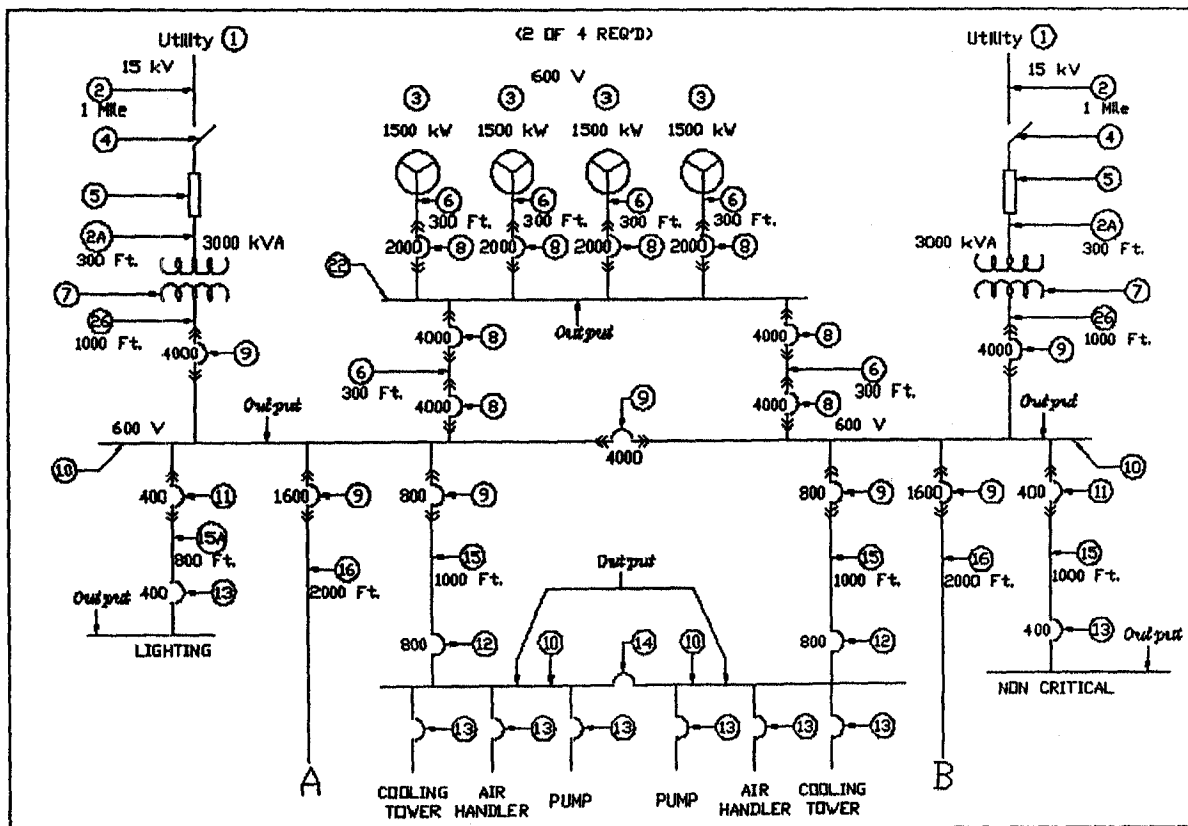 (2 OF 4 REQ'D)
Utility 1
Utility 1
15 kV
600 V
15 kV
2
3
3
3
3
2
1 Mile
1 Mile
4
1500 kW
1500 kW
1500 kW
1500 kW
4
5
5
6
6
6
6
2A
300 Ft.
300 Ft.
300 Ft.
300 Ft.
2A
300 Ft.
3000 kVA
2000
8
2000
8
2000
8
2000
8
3000 kVA
300 Ft.
22
7
7
26
Output
26
1000 Ft.
4000
8
4000
8
1000 Ft.
4000
9
4000
9
6
6
300 Ft.
9
300 Ft.
Output
4000
8
4000
8
Output
600 V
600 V
4000
10
10
400
11
1600
9
800
9
800
9
1600
9
400
11
15A
800 Ft.
16
2000 Ft.
15
1000 Ft.
Output
15
1000 Ft.
16
2000 Ft.
15
1000 Ft.
Output
400
13
400
13
Output
LIGHTING
800
12
10
14
10
800
12
NON CRITICAL
13
13
13
13
13
13
A
B
COOLING TOWER
AIR HANDLER
PUMP
PUMP
AIR HANDLER
COOLING TOWER